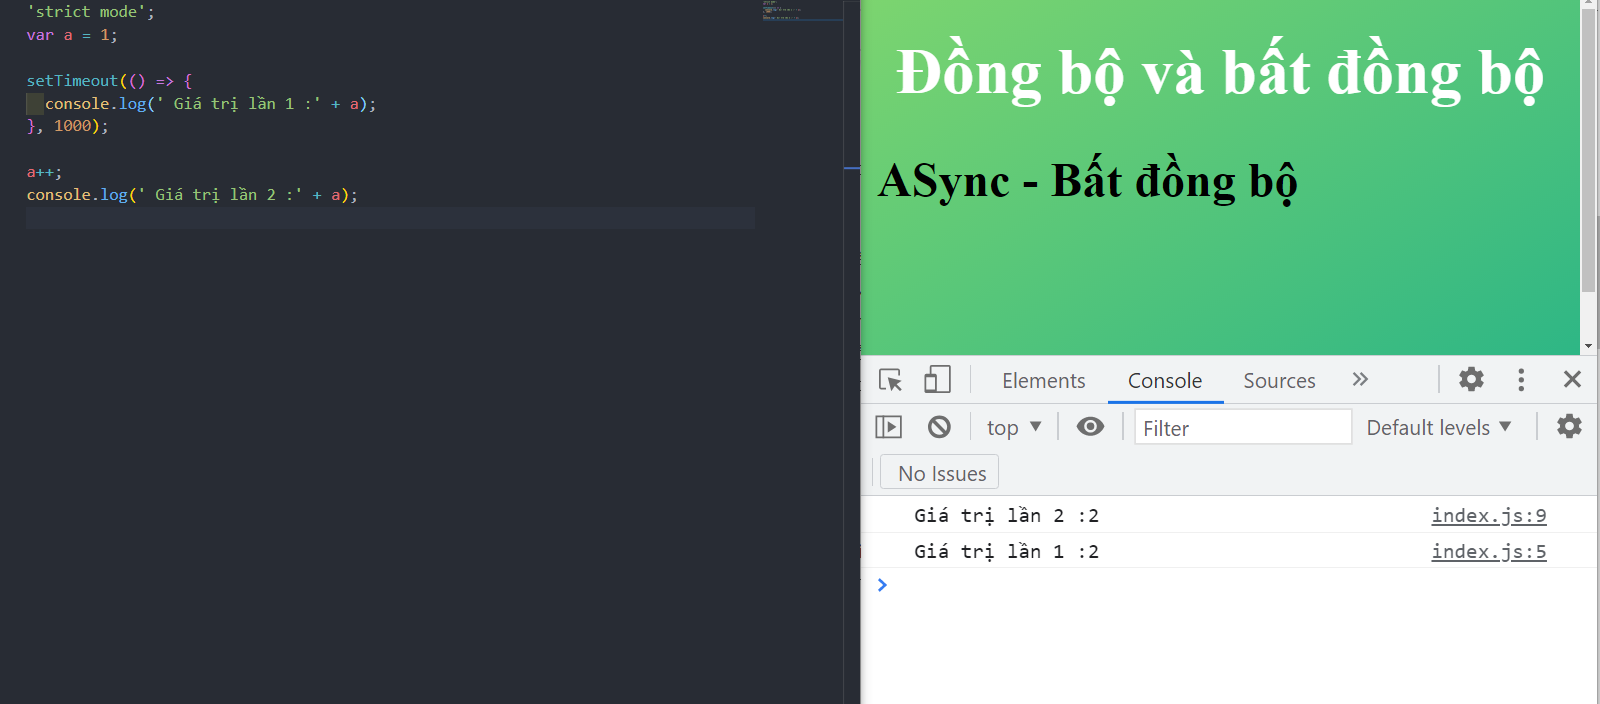 'strict mode';
var a = 1;
setTimeout(() => {
console.log(' Giá trị lần 1 :' + a);
}, 1000);
a++;
console.log(' Giá trị lần 2 :' + a);
Đồng bộ và bất đồng bộ
ASync - Bất đồng bộ
Elements Console Sources
top Filter Default levels
No Issues
Giá trị lần 2 :2 index.js:9
Giá trị lần 1 :2 index.js:5